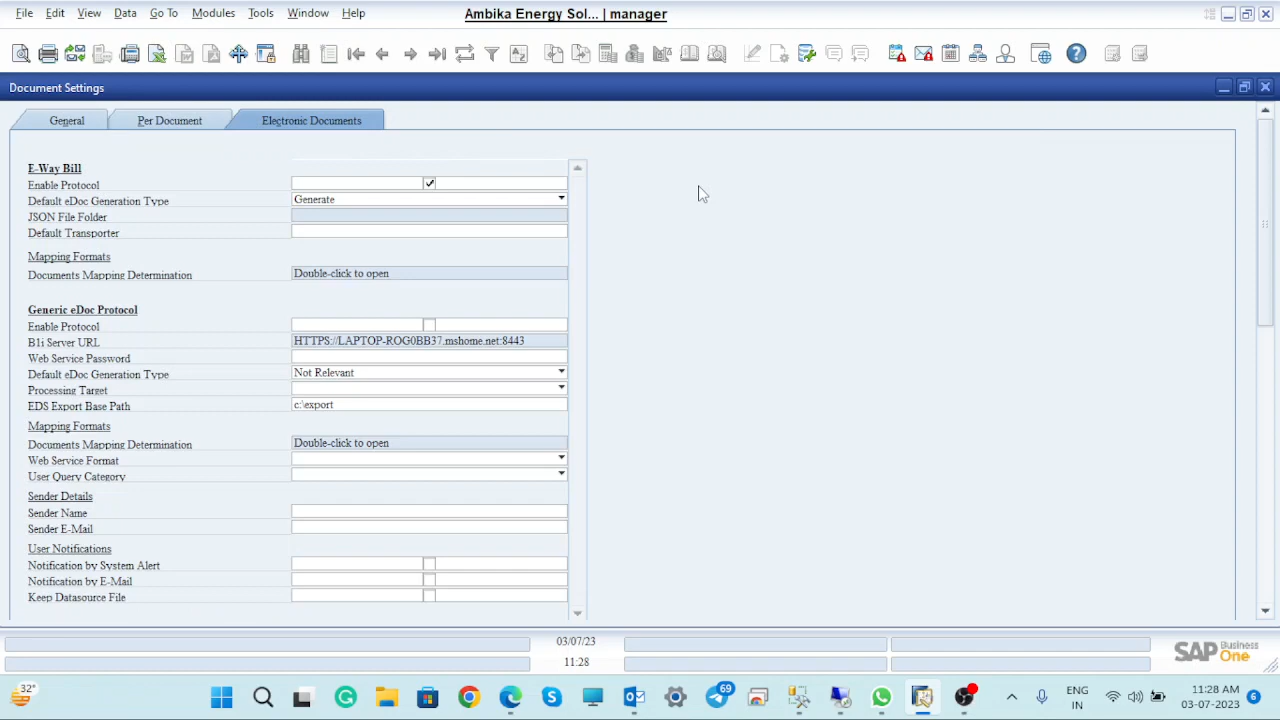 File Edit View Data Go To Modules Tools Window Help
Ambika Energy Sol... | manager
Document Settings
General Per Document Electronic Documents
E-Way Bill
Enable Protocol
Default eDoc Generation Type Generate
JSON File Folder
Default Transporter
Mapping Formats
Documents Mapping Determination Double-click to open
Generic eDoc Protocol
Enable Protocol
B1i Server URL HTTPS://LAPTOP-ROG0BB37.mshome.net:8443
Web Service Password
Default eDoc Generation Type Not Relevant
Processing Target
EDS Export Base Path c:\export
Mapping Formats
Documents Mapping Determination Double-click to open
Web Service Format
User Query Category
Sender Details
Sender Name
Sender E-Mail
User Notifications
Notification by System Alert
Notification by E-Mail
Keep Datasource File
03/07/23
11:28
SAP Business One
32°
69
ENG
IN
11:28 AM
03-07-2023
6